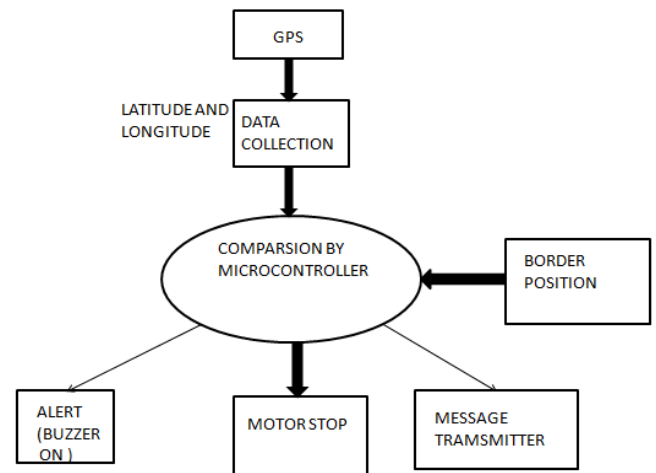 GPS
LATITUDE AND
LONGITUDE
DATA
COLLECTION
COMPARSION BY
MICROCONTROLLER
BORDER
POSITION
ALERT
(BUZZER
ON )
MOTOR STOP
MESSAGE
TRAMSMITTER